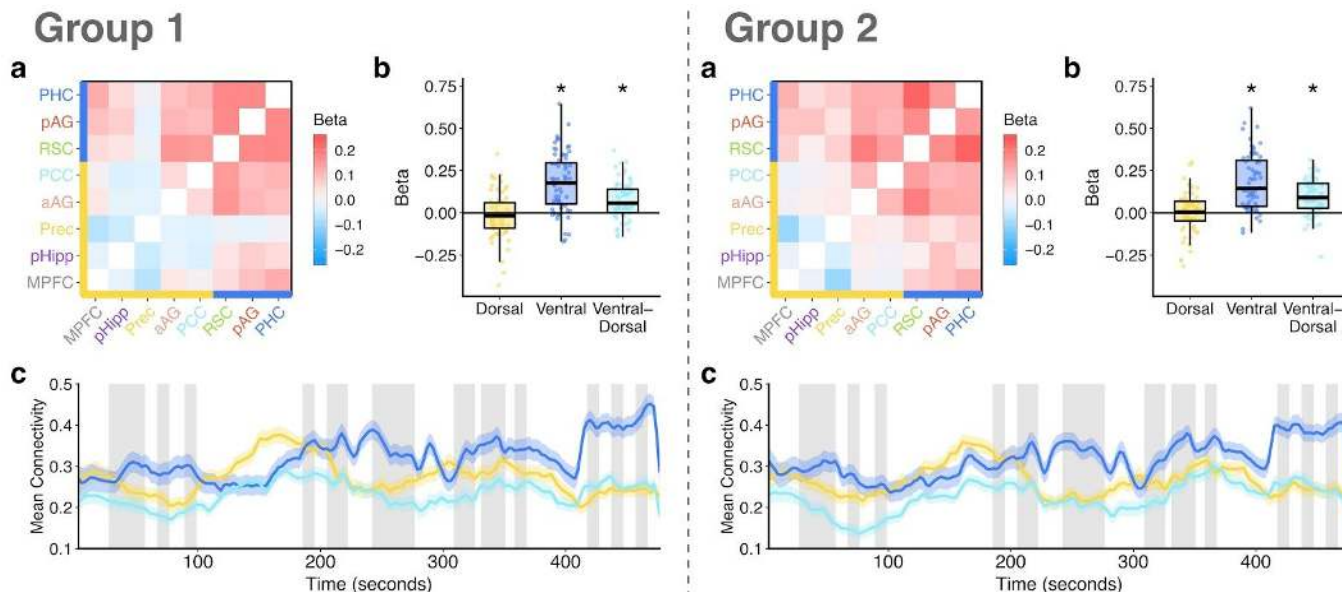 Group 1
a
PHC
pAG
RSC
PCC
aAG
Prec
pHipp
MPFC
MPFC
pHipp
Prec
aAG
PCC
RSC
pAG
PHC
Beta
0.2
0.1
0.0
−0.1
−0.2
b
Beta
0.75
0.50
0.25
0.00
−0.25
*
*
Dorsal
Ventral
Ventral–
Dorsal
c
Mean Connectivity
0.5
0.4
0.3
0.2
0.1
100
200
300
400
Time (seconds)
Group 2
a
PHC
pAG
RSC
PCC
aAG
Prec
pHipp
MPFC
MPFC
pHipp
Prec
aAG
PCC
RSC
pAG
PHC
Beta
0.2
0.1
0.0
−0.1
−0.2
b
Beta
0.75
0.50
0.25
0.00
−0.25
*
*
Dorsal
Ventral
Ventral–
Dorsal
c
Mean Connectivity
0.5
0.4
0.3
0.2
0.1
100
200
300
400
Time (seconds)